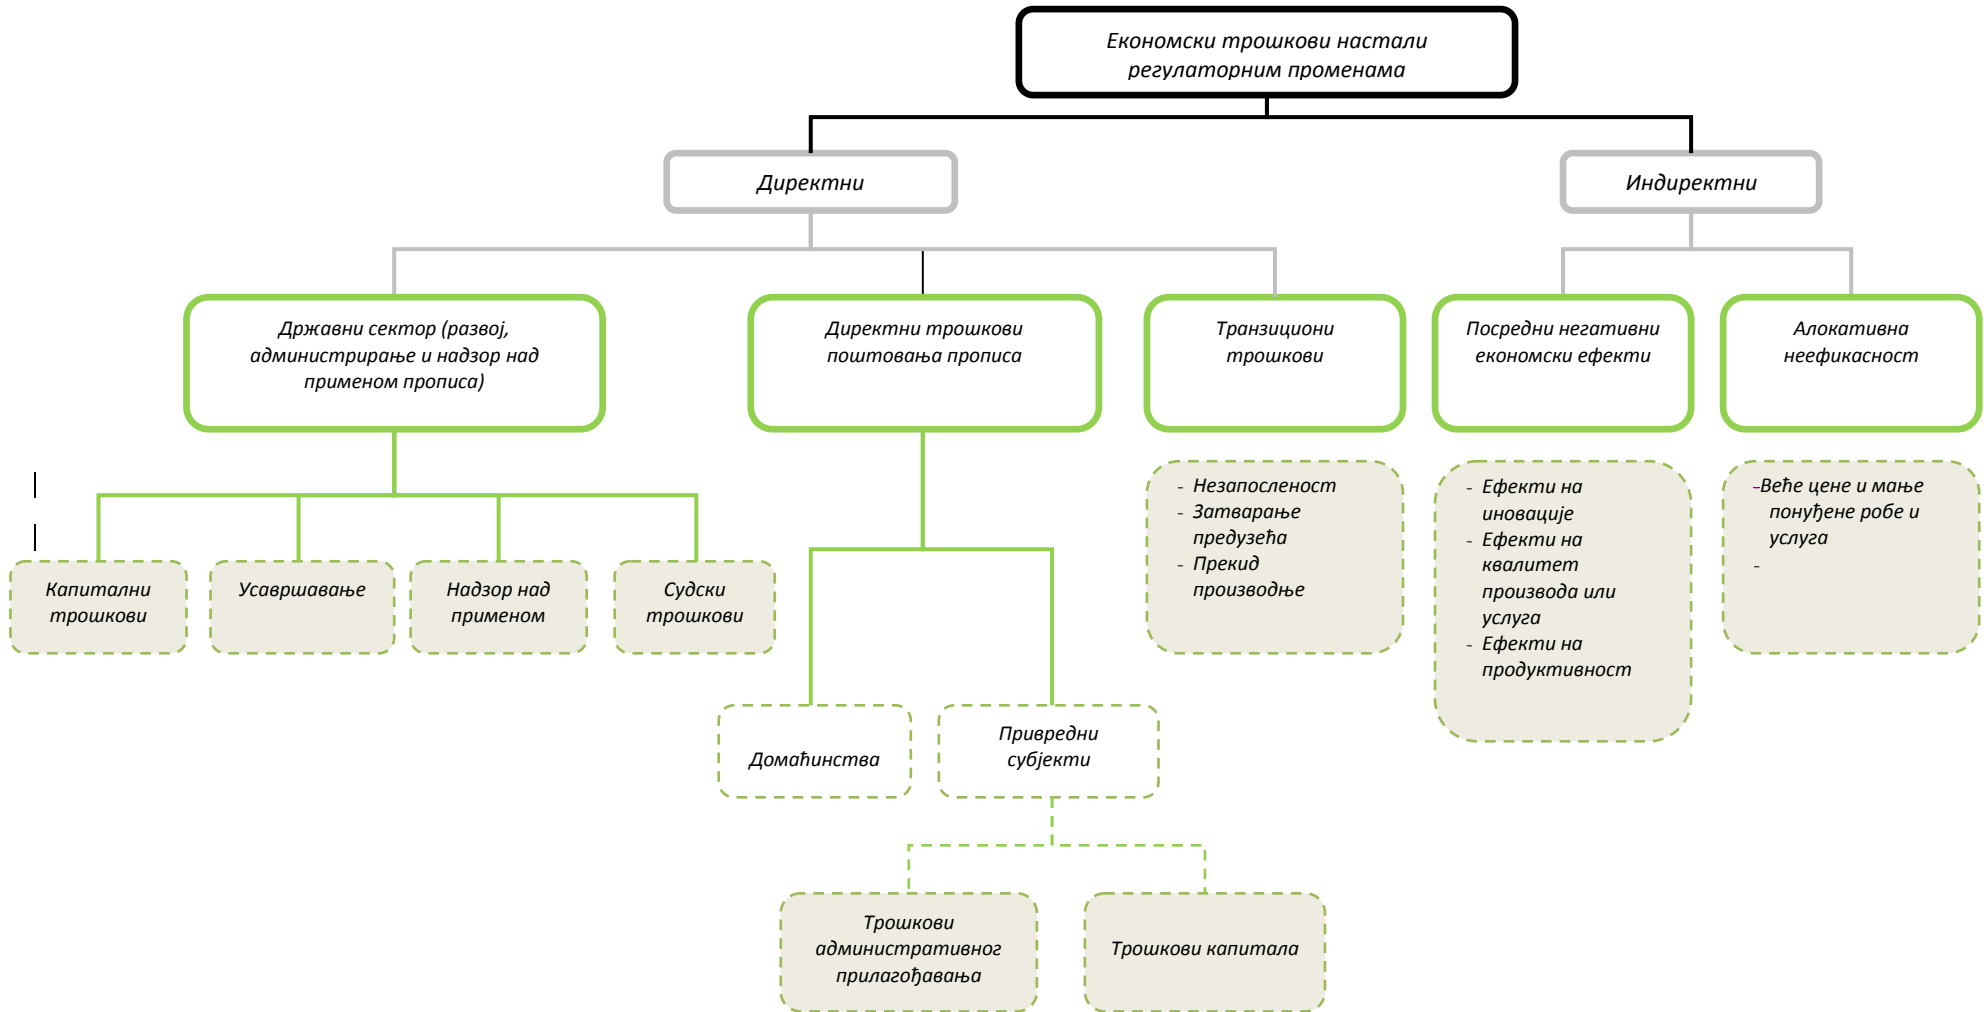 Економски трошкови настали
регулаторним променама
Директни
Индиректни
Државни сектор (развој,
администрирање и надзор над
применом прописа)
Директни трошкови
поштовања прописа
Транзициони
трошкови
Посредни негативни
економски ефекти
Алокативна
неефикасност
Капитални
трошкови
Усавршавање
Надзор над
применом
Судски
трошкови
- Незапосленост
- Затварање
предузећа
- Прекид
производње
- Ефекти на
иновације
- Ефекти на
квалитет
производа или
услуга
- Ефекти на
продуктивност
-Веће цене и мање
понуђене робе и
услуга
-
Домаћинства
Привредни
субјекти
Трошкови
административног
прилагођавања
Трошкови капитала